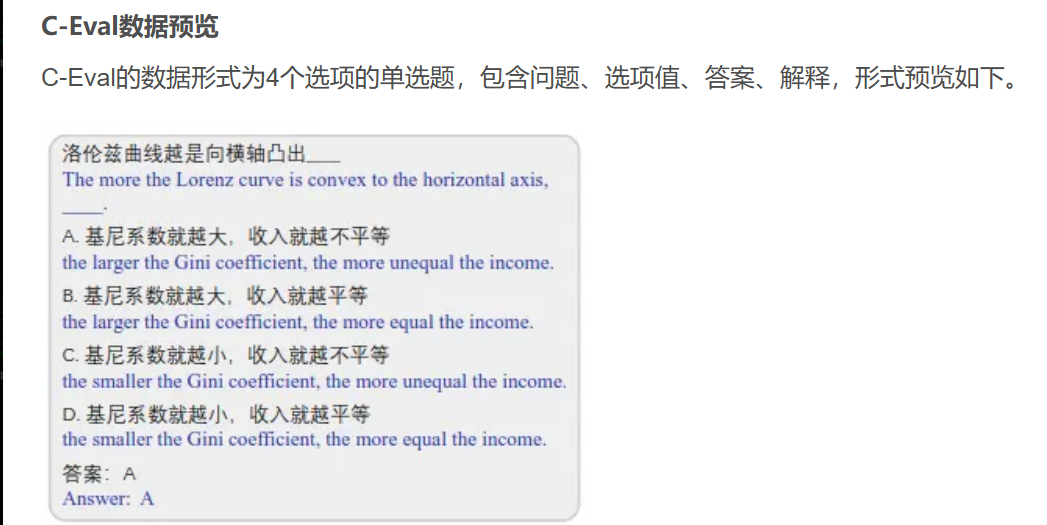 C-Eval数据预览
C-Eval的数据形式为4个选项的单选题，包含问题、选项值、答案、解释，形式预览如下。
洛伦兹曲线越是向横轴凸出____
The more the Lorenz curve is convex to the horizontal axis,
____.
A. 基尼系数就越大，收入就越不平等
the larger the Gini coefficient, the more unequal the income.
B. 基尼系数就越大，收入就越平等
the larger the Gini coefficient, the more equal the income.
C. 基尼系数就越小，收入就越不平等
the smaller the Gini coefficient, the more unequal the income.
D. 基尼系数就越小，收入就越平等
the smaller the Gini coefficient, the more equal the income.
答案：A
Answer: A